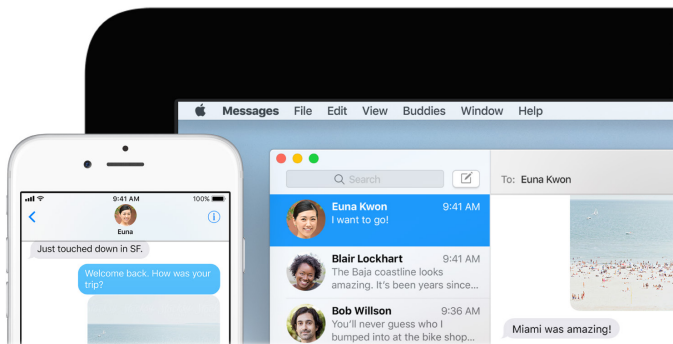 Messages File Edit View Buddies Window Help
Search
To: Euna Kwon
9:41 AM
100%
Euna
Just touched down in SF.
Welcome back. How was your
trip?
Euna Kwon 9:41 AM
I want to go!
Blair Lockhart 9:41 AM
The Baja coastline looks
amazing. It's been years since...
Bob Willson 9:36 AM
You'll never guess who I
bumped into at the bike shop...
Miami was amazing!